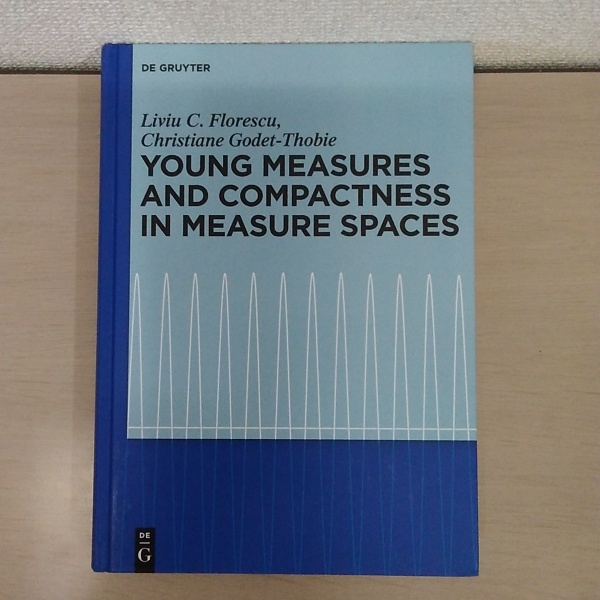 DE GRUYTER
Liviu C. Florescu,
Christiane Godet-Thobie
YOUNG MEASURES
AND COMPACTNESS
IN MEASURE SPACES
DE
G